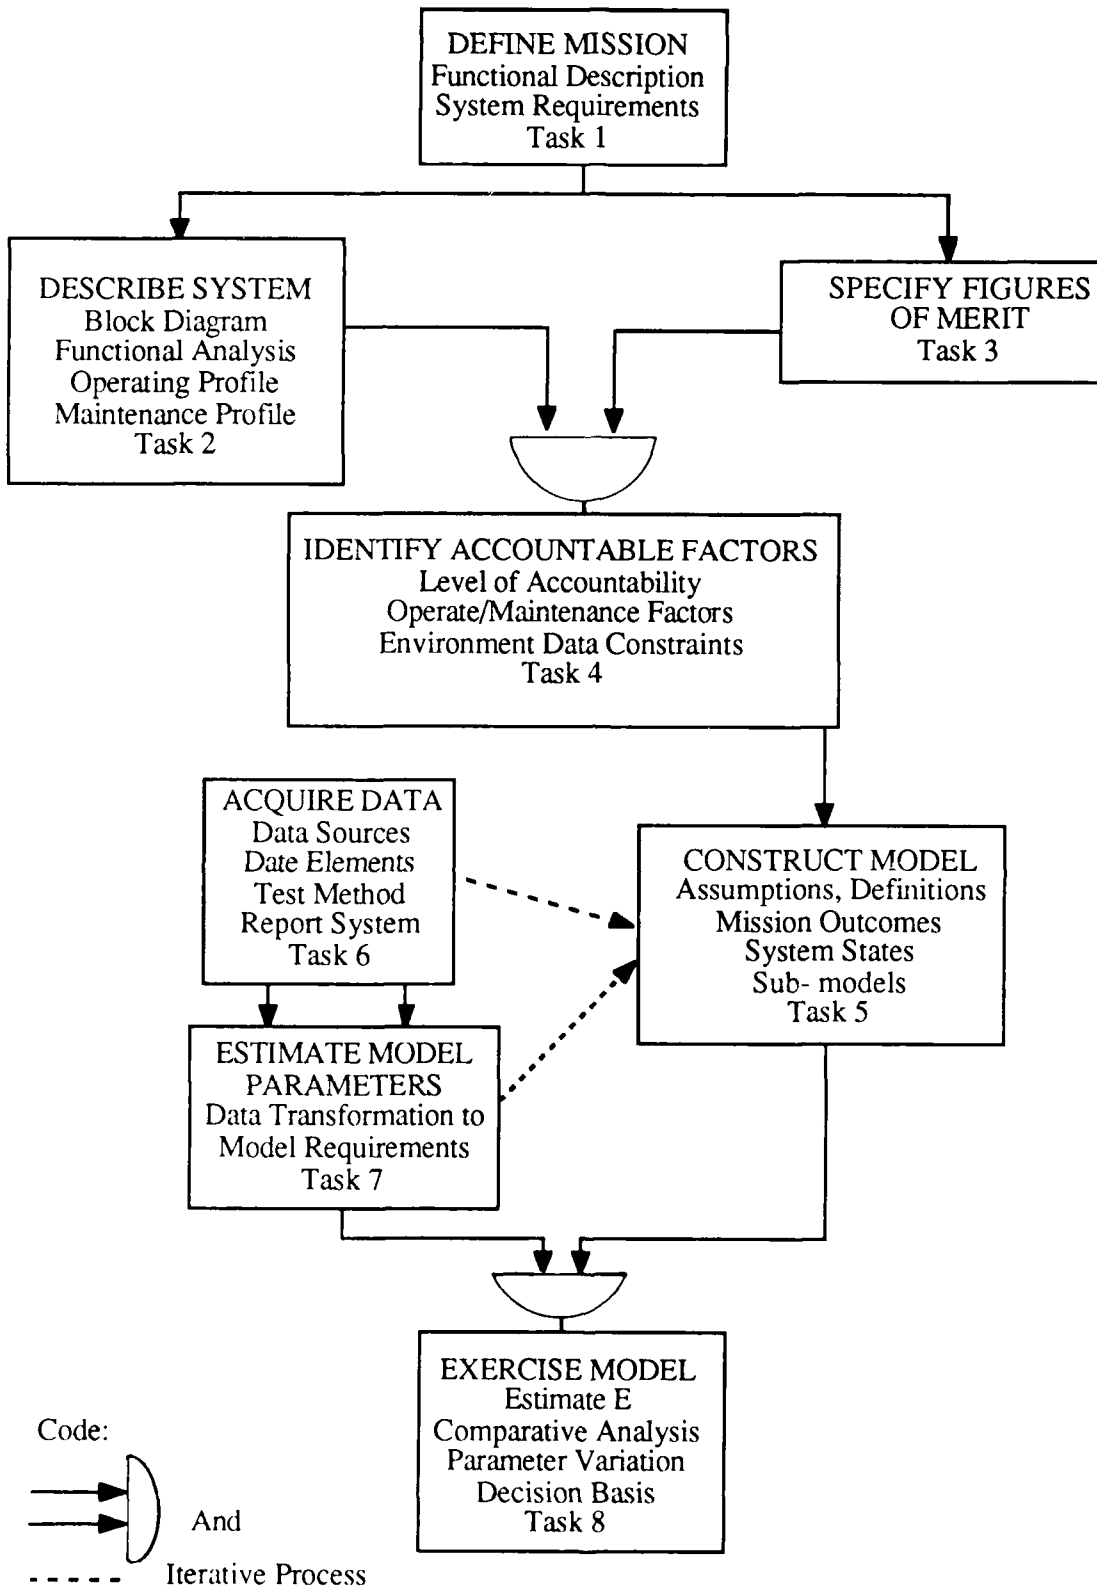 DEFINE MISSION
Functional Description
System Requirements
Task 1
DESCRIBE SYSTEM
Block Diagram
Functional Analysis
Operating Profile
Maintenance Profile
Task 2
SPECIFY FIGURES
OF MERIT
Task 3
IDENTIFY ACCOUNTABLE FACTORS
Level of Accountability
Operate/Maintenance Factors
Environment Data Constraints
Task 4
ACQUIRE DATA
Data Sources
Date Elements
Test Method
Report System
Task 6
CONSTRUCT MODEL
Assumptions, Definitions
Mission Outcomes
System States
Sub- models
Task 5
ESTIMATE MODEL
PARAMETERS
Data Transformation to
Model Requirements
Task 7
EXERCISE MODEL
Estimate E
Comparative Analysis
Parameter Variation
Decision Basis
Task 8
Code:
And
Iterative Process